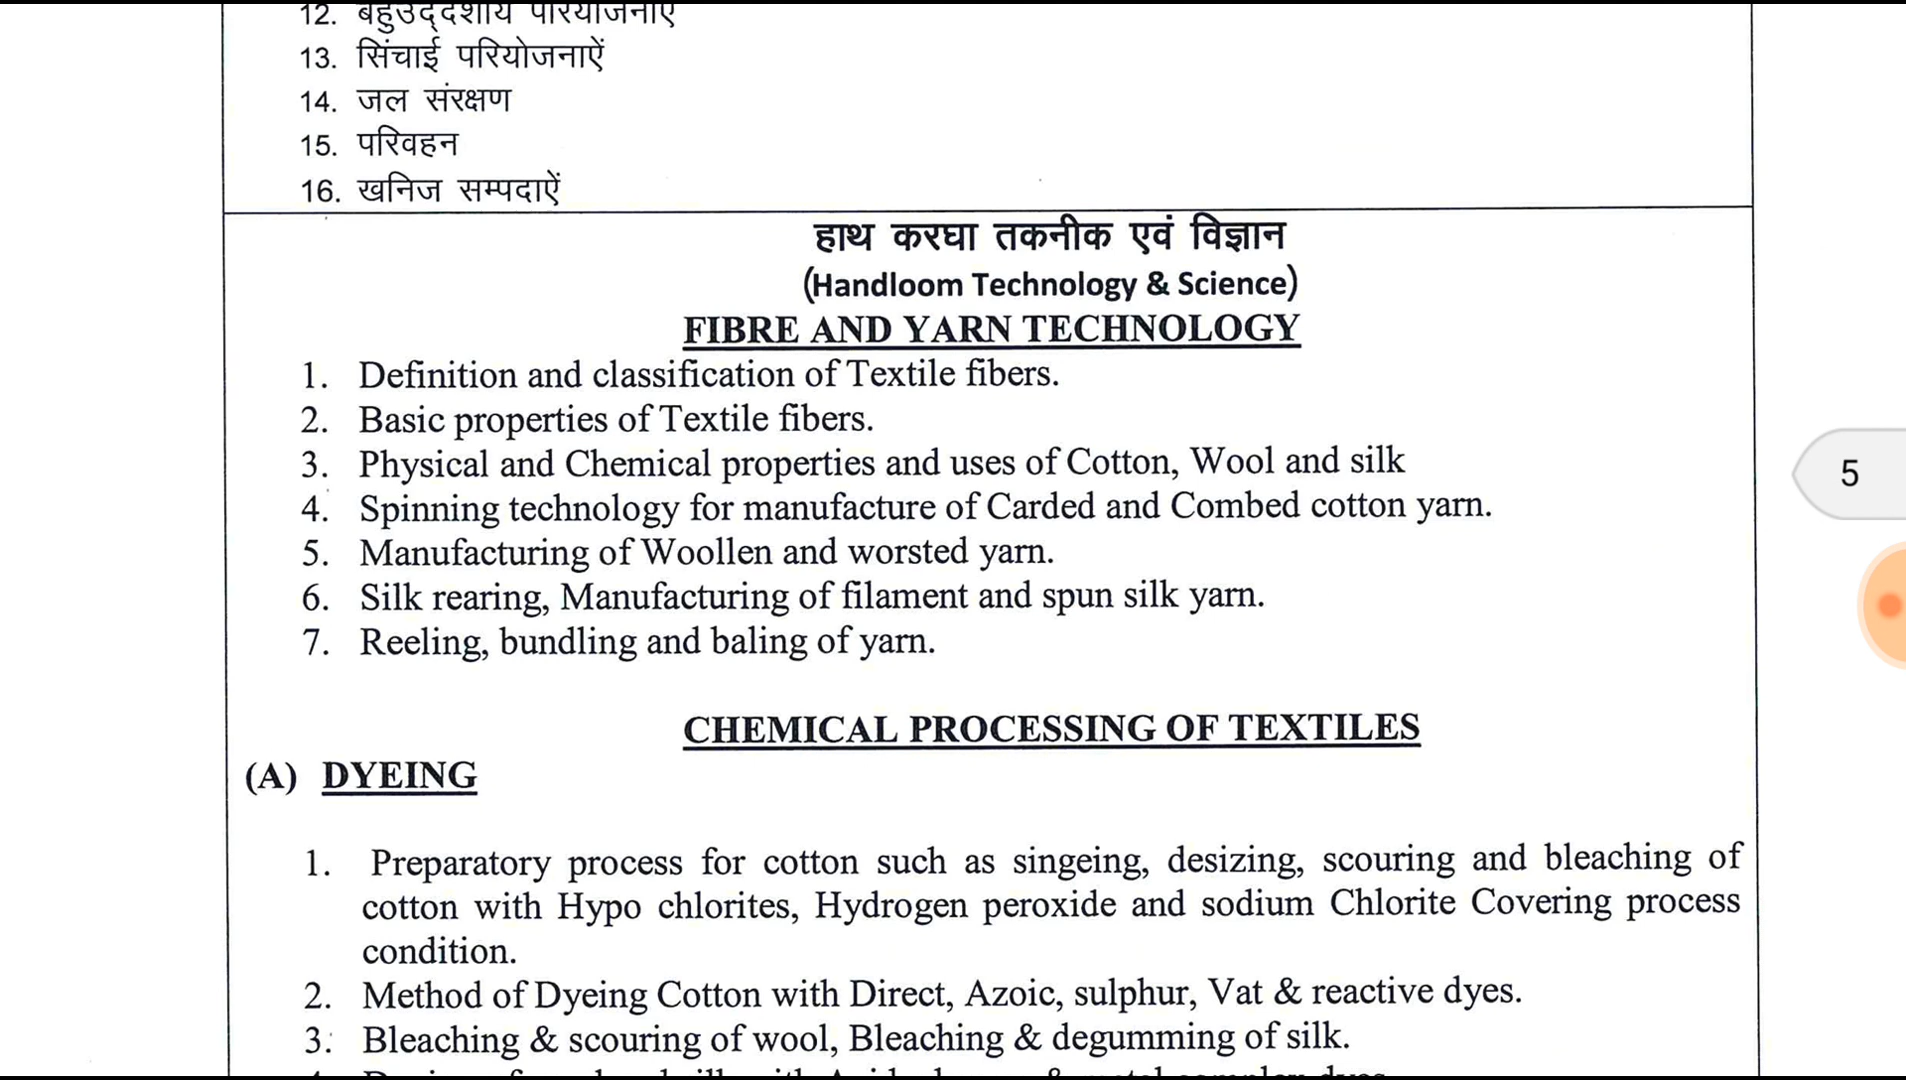 12. बहुउद्देशीय परियोजनाऐं
13. सिंचाई परियोजनाऐं
14. जल संरक्षण
15. परिवहन
16. खनिज सम्पदाऐं
हाथ करघा तकनीक एवं विज्ञान
(Handloom Technology & Science)
FIBRE AND YARN TECHNOLOGY
1. Definition and classification of Textile fibers.
2. Basic properties of Textile fibers.
3. Physical and Chemical properties and uses of Cotton, Wool and silk
4. Spinning technology for manufacture of Carded and Combed cotton yarn.
5. Manufacturing of Woollen and worsted yarn.
6. Silk rearing, Manufacturing of filament and spun silk yarn.
7. Reeling, bundling and baling of yarn.
5
CHEMICAL PROCESSING OF TEXTILES
(A) DYEING
1. Preparatory process for cotton such as singeing, desizing, scouring and bleaching of
cotton with Hypo chlorites, Hydrogen peroxide and sodium Chlorite Covering process
condition.
2. Method of Dyeing Cotton with Direct, Azoic, sulphur, Vat & reactive dyes.
3. Bleaching & scouring of wool, Bleaching & degumming of silk.